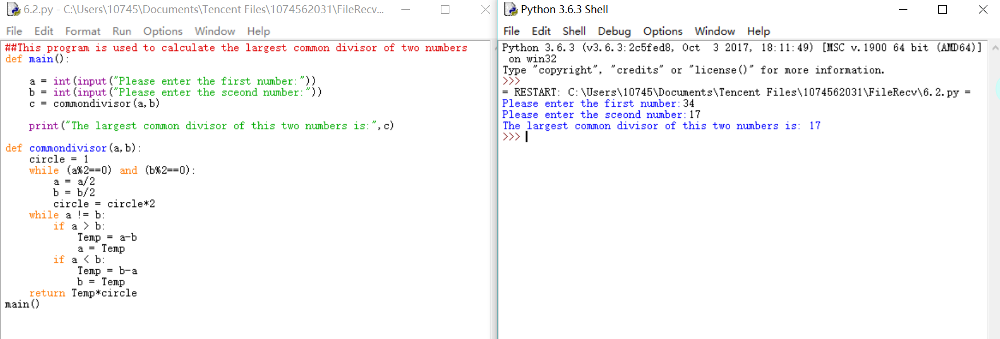 6.2.py - C:\Users\10745\Documents\Tencent Files\1074562031\FileRecv...
File Edit Format Run Options Window Help
##This program is used to calculate the largest common divisor of two numbers
def main():
    a = int(input("Please enter the first number:"))
    b = int(input("Please enter the sceond number:"))
    c = commondivisor(a,b)
    print("The largest common divisor of this two numbers is:",c)
def commondivisor(a,b):
    circle = 1
    while (a%2==0) and (b%2==0):
        a = a/2
        b = b/2
        circle = circle*2
    while a != b:
        if a > b:
            Temp = a-b
            a = Temp
        if a < b:
            Temp = b-a
            b = Temp
    return Temp*circle
main()
Python 3.6.3 Shell
File Edit Shell Debug Options Window Help
Python 3.6.3 (v3.6.3:2c5fed8, Oct  3 2017, 18:11:49) [MSC v.1900 64 bit (AMD64)]
 on win32
Type "copyright", "credits" or "license()" for more information.
>>>
= RESTART: C:\Users\10745\Documents\Tencent Files\1074562031\FileRecv\6.2.py =
Please enter the first number:34
Please enter the sceond number:17
The largest common divisor of this two numbers is: 17
>>>